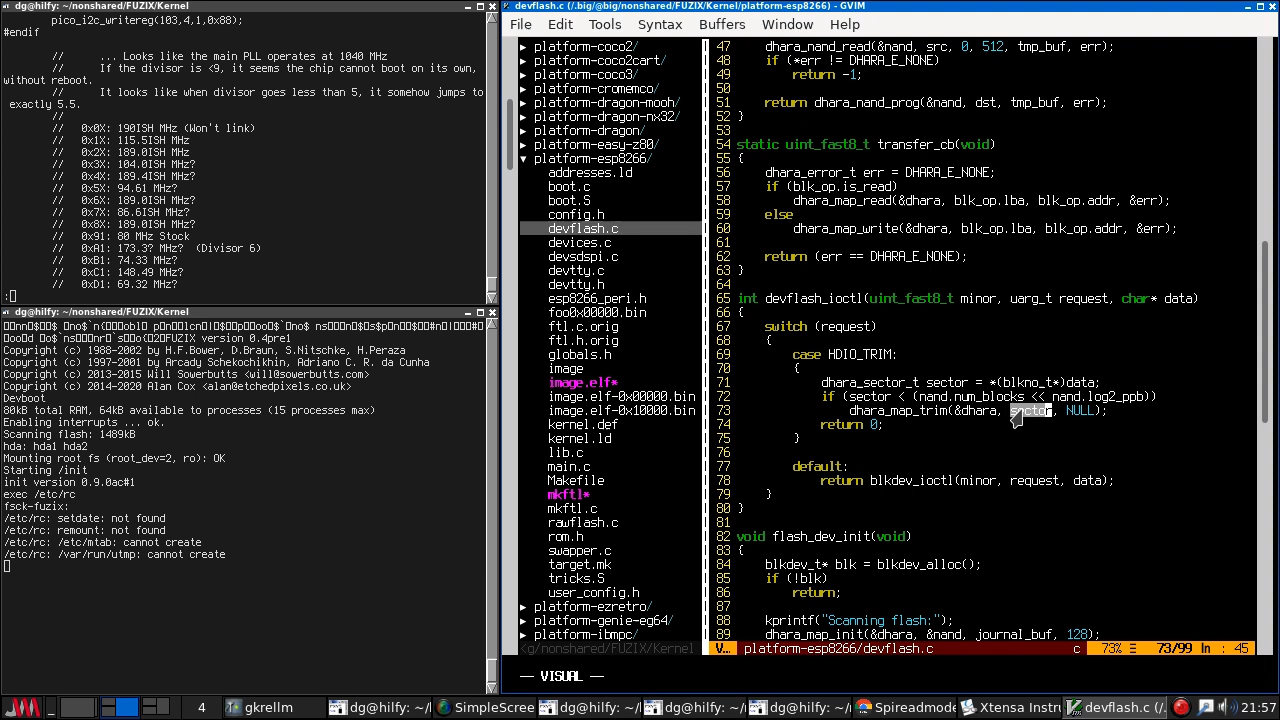 dg@hilfy: ~/nonshared/FUZIX/Kernel
pico_i2c_writereg(103,4,1,0x88);
#endif
// ... Looks like the main PLL operates at 1040 MHz
// If the divisor is <9, it seems the chip cannot boot on its own,
without reboot.
// It looks like when divisor goes less than 5, it somehow jumps to
exactly 5.5.
//
// 0x0X: 190ISH MHz (Won't link)
// 0x1X: 115.5ISH MHz
// 0x2X: 189.0ISH MHz
// 0x3X: 104.0ISH MHz?
// 0x4X: 189.4ISH MHz?
// 0x5X: 94.61 MHz?
// 0x6X: 189.0ISH MHz?
// 0x7X: 86.6ISH MHz?
// 0x8X: 189.0ISH MHz?
// 0x91: 80 MHz Stock
// 0xA1: 173.3? MHz? (Divisor 6)
// 0xB1: 74.33 MHz?
// 0xC1: 148.49 MHz?
// 0xD1: 69.32 MHz?
:
dg@hilfy: ~/nonshared/FUZIX/Kernel
FUZIX version 0.4pre1
Copyright (c) 1988-2002 by H.F.Bower, D.Braun, S.Nitschke, H.Peraza
Copyright (c) 1997-2001 by Arcady Schekochikhin, Adriano C. R. da Cunha
Copyright (c) 2013-2015 Will Sowerbutts <will@sowerbutts.com>
Copyright (c) 2014-2020 Alan Cox <alan@etchedpixels.co.uk>
Devboot
80kB total RAM, 64kB available to processes (15 processes max)
Enabling interrupts ... ok.
Scanning flash: 1489kB
hda: hda1 hda2
Mounting root fs (root_dev=2, ro): OK
Starting /init
init version 0.9.0ac#1
exec /etc/rc
fsck-fuzix:
/etc/rc: setdate: not found
/etc/rc: remount: not found
/etc/rc: /etc/mtab: cannot create
/etc/rc: /var/run/utmp: cannot create
devflash.c (/.big/@big/nonshared/FUZIX/Kernel/platform-esp8266) - GVIM
File Edit Tools Syntax Buffers Window Help
▸ platform-coco2/
▸ platform-coco2cart/
▸ platform-coco3/
▸ platform-cromemco/
▸ platform-dragon-mooh/
▸ platform-dragon-nx32/
▸ platform-dragon/
▸ platform-easy-z80/
▾ platform-esp8266/
addresses.ld
boot.c
boot.S
config.h
devflash.c
devices.c
devsdspi.c
devtty.c
devtty.h
esp8266_peri.h
foo0x00000.bin
ftl.c.orig
ftl.h.orig
globals.h
image
image.elf*
image.elf-0x00000.bin
image.elf-0x10000.bin
kernel.def
kernel.ld
lib.c
main.c
Makefile
mkftl*
mkftl.c
rawflash.c
rom.h
swapper.c
target.mk
tricks.S
user_config.h
▸ platform-ezretro/
▸ platform-genie-eg64/
▸ platform-ibmpc/
<g/nonshared/FUZIX/Kernel
47 dhara_nand_read(&nand, src, 0, 512, tmp_buf, err);
48 if (*err != DHARA_E_NONE)
49 return -1;
50
51 return dhara_nand_prog(&nand, dst, tmp_buf, err);
52 }
53
54 static uint_fast8_t transfer_cb(void)
55 {
56 dhara_error_t err = DHARA_E_NONE;
57 if (blk_op.is_read)
58 dhara_map_read(&dhara, blk_op.lba, blk_op.addr, &err);
59 else
60 dhara_map_write(&dhara, blk_op.lba, blk_op.addr, &err);
61
62 return (err == DHARA_E_NONE);
63 }
64
65 int devflash_ioctl(uint_fast8_t minor, uarg_t request, char* data)
66 {
67 switch (request)
68 {
69 case HDIO_TRIM:
70 {
71 dhara_sector_t sector = *(blkno_t*)data;
72 if (sector < (nand.num_blocks << nand.log2_ppb))
73 dhara_map_trim(&dhara, sector, NULL);
74 return 0;
75 }
76
77 default:
78 return blkdev_ioctl(minor, request, data);
79 }
80 }
81
82 void flash_dev_init(void)
83 {
84 blkdev_t* blk = blkdev_alloc();
85 if (!blk)
86 return;
87
88 kprintf("Scanning flash:");
89 dhara_map_init(&dhara, &nand, journal_buf, 128);
V… platform-esp8266/devflash.c c 73% Ξ 73/99 ln : 45
-- VISUAL --
4 gkrellm dg@hilfy: ~/ SimpleScree dg@hilfy: ~/ dg@hilfy: ~/ dg@hilfy: ~/ Spireadmode Xtensa Instru devflash.c (/. 21:57